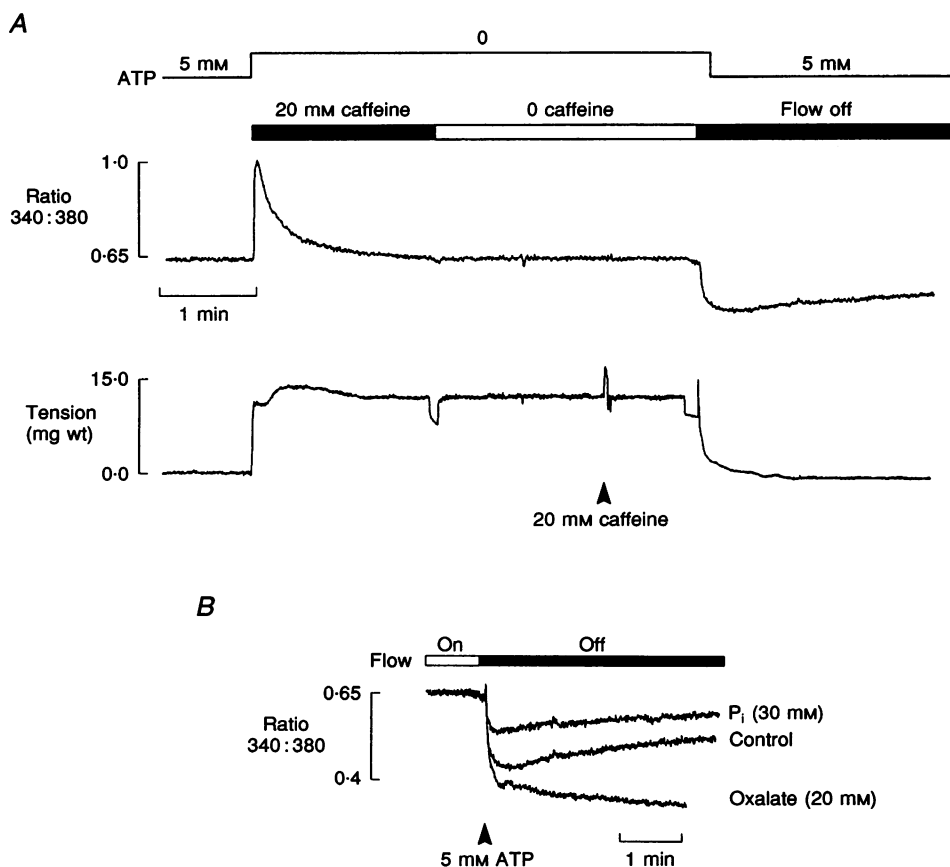 A
0
5 mM
5 mM
ATP
20 mM caffeine
0 caffeine
Flow off
1·0
Ratio
340 : 380
0·65
1 min
15·0
Tension
(mg wt)
0·0
20 mM caffeine
B
On
Off
Flow
0·65
Ratio
340 : 380
0·4
Pi (30 mM)
Control
Oxalate (20 mM)
5 mM ATP
1 min